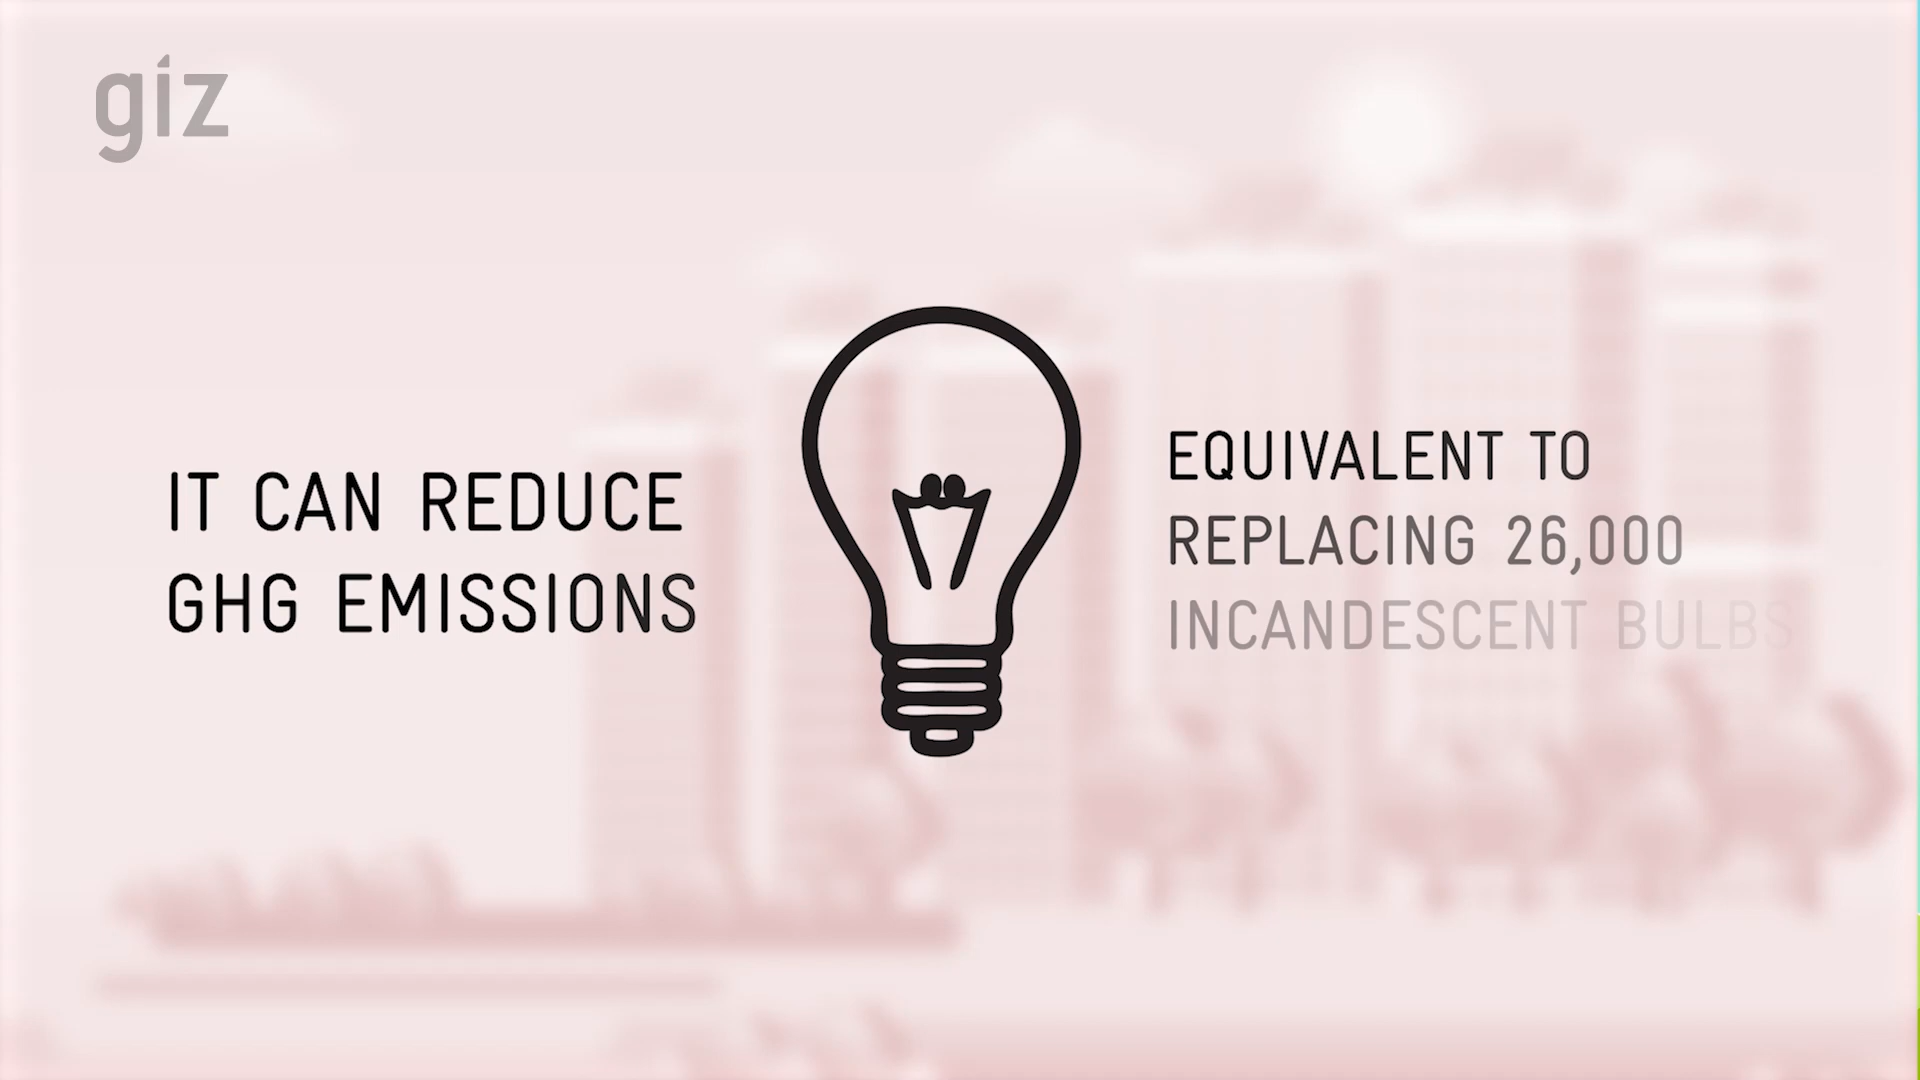 giz
IT CAN REDUCE
GHG EMISSIONS
EQUIVALENT TO
REPLACING 26,000
INCANDESCENT BULBS